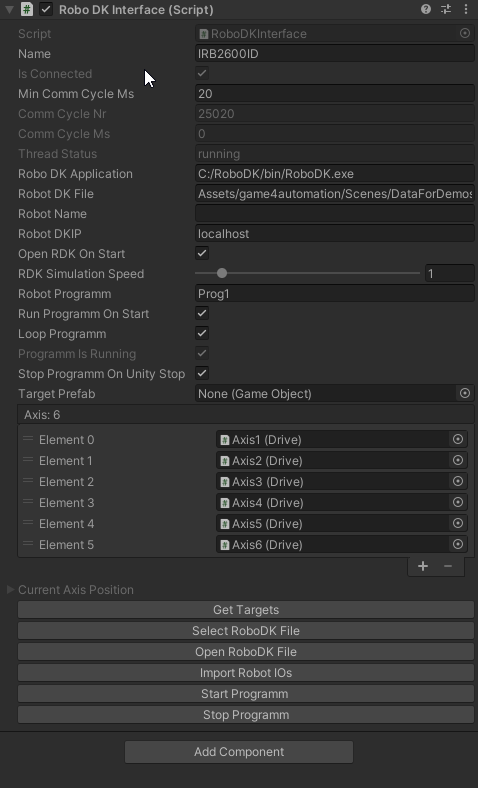 Robo DK Interface (Script)
Script RoboDKInterface
Name IRB2600ID
Is Connected
Min Comm Cycle Ms 20
Comm Cycle Nr 25020
Comm Cycle Ms 0
Thread Status running
Robo DK Application C:/RoboDK/bin/RoboDK.exe
Robot DK File Assets/game4automation/Scenes/DataForDemos
Robot Name
Robot DKIP localhost
Open RDK On Start
RDK Simulation Speed 1
Robot Programm Prog1
Run Programm On Start
Loop Programm
Programm Is Running
Stop Programm On Unity Stop
Target Prefab None (Game Object)
Axis: 6
Element 0 Axis1 (Drive)
Element 1 Axis2 (Drive)
Element 2 Axis3 (Drive)
Element 3 Axis4 (Drive)
Element 4 Axis5 (Drive)
Element 5 Axis6 (Drive)
Current Axis Position
Get Targets
Select RoboDK File
Open RoboDK File
Import Robot IOs
Start Programm
Stop Programm
Add Component